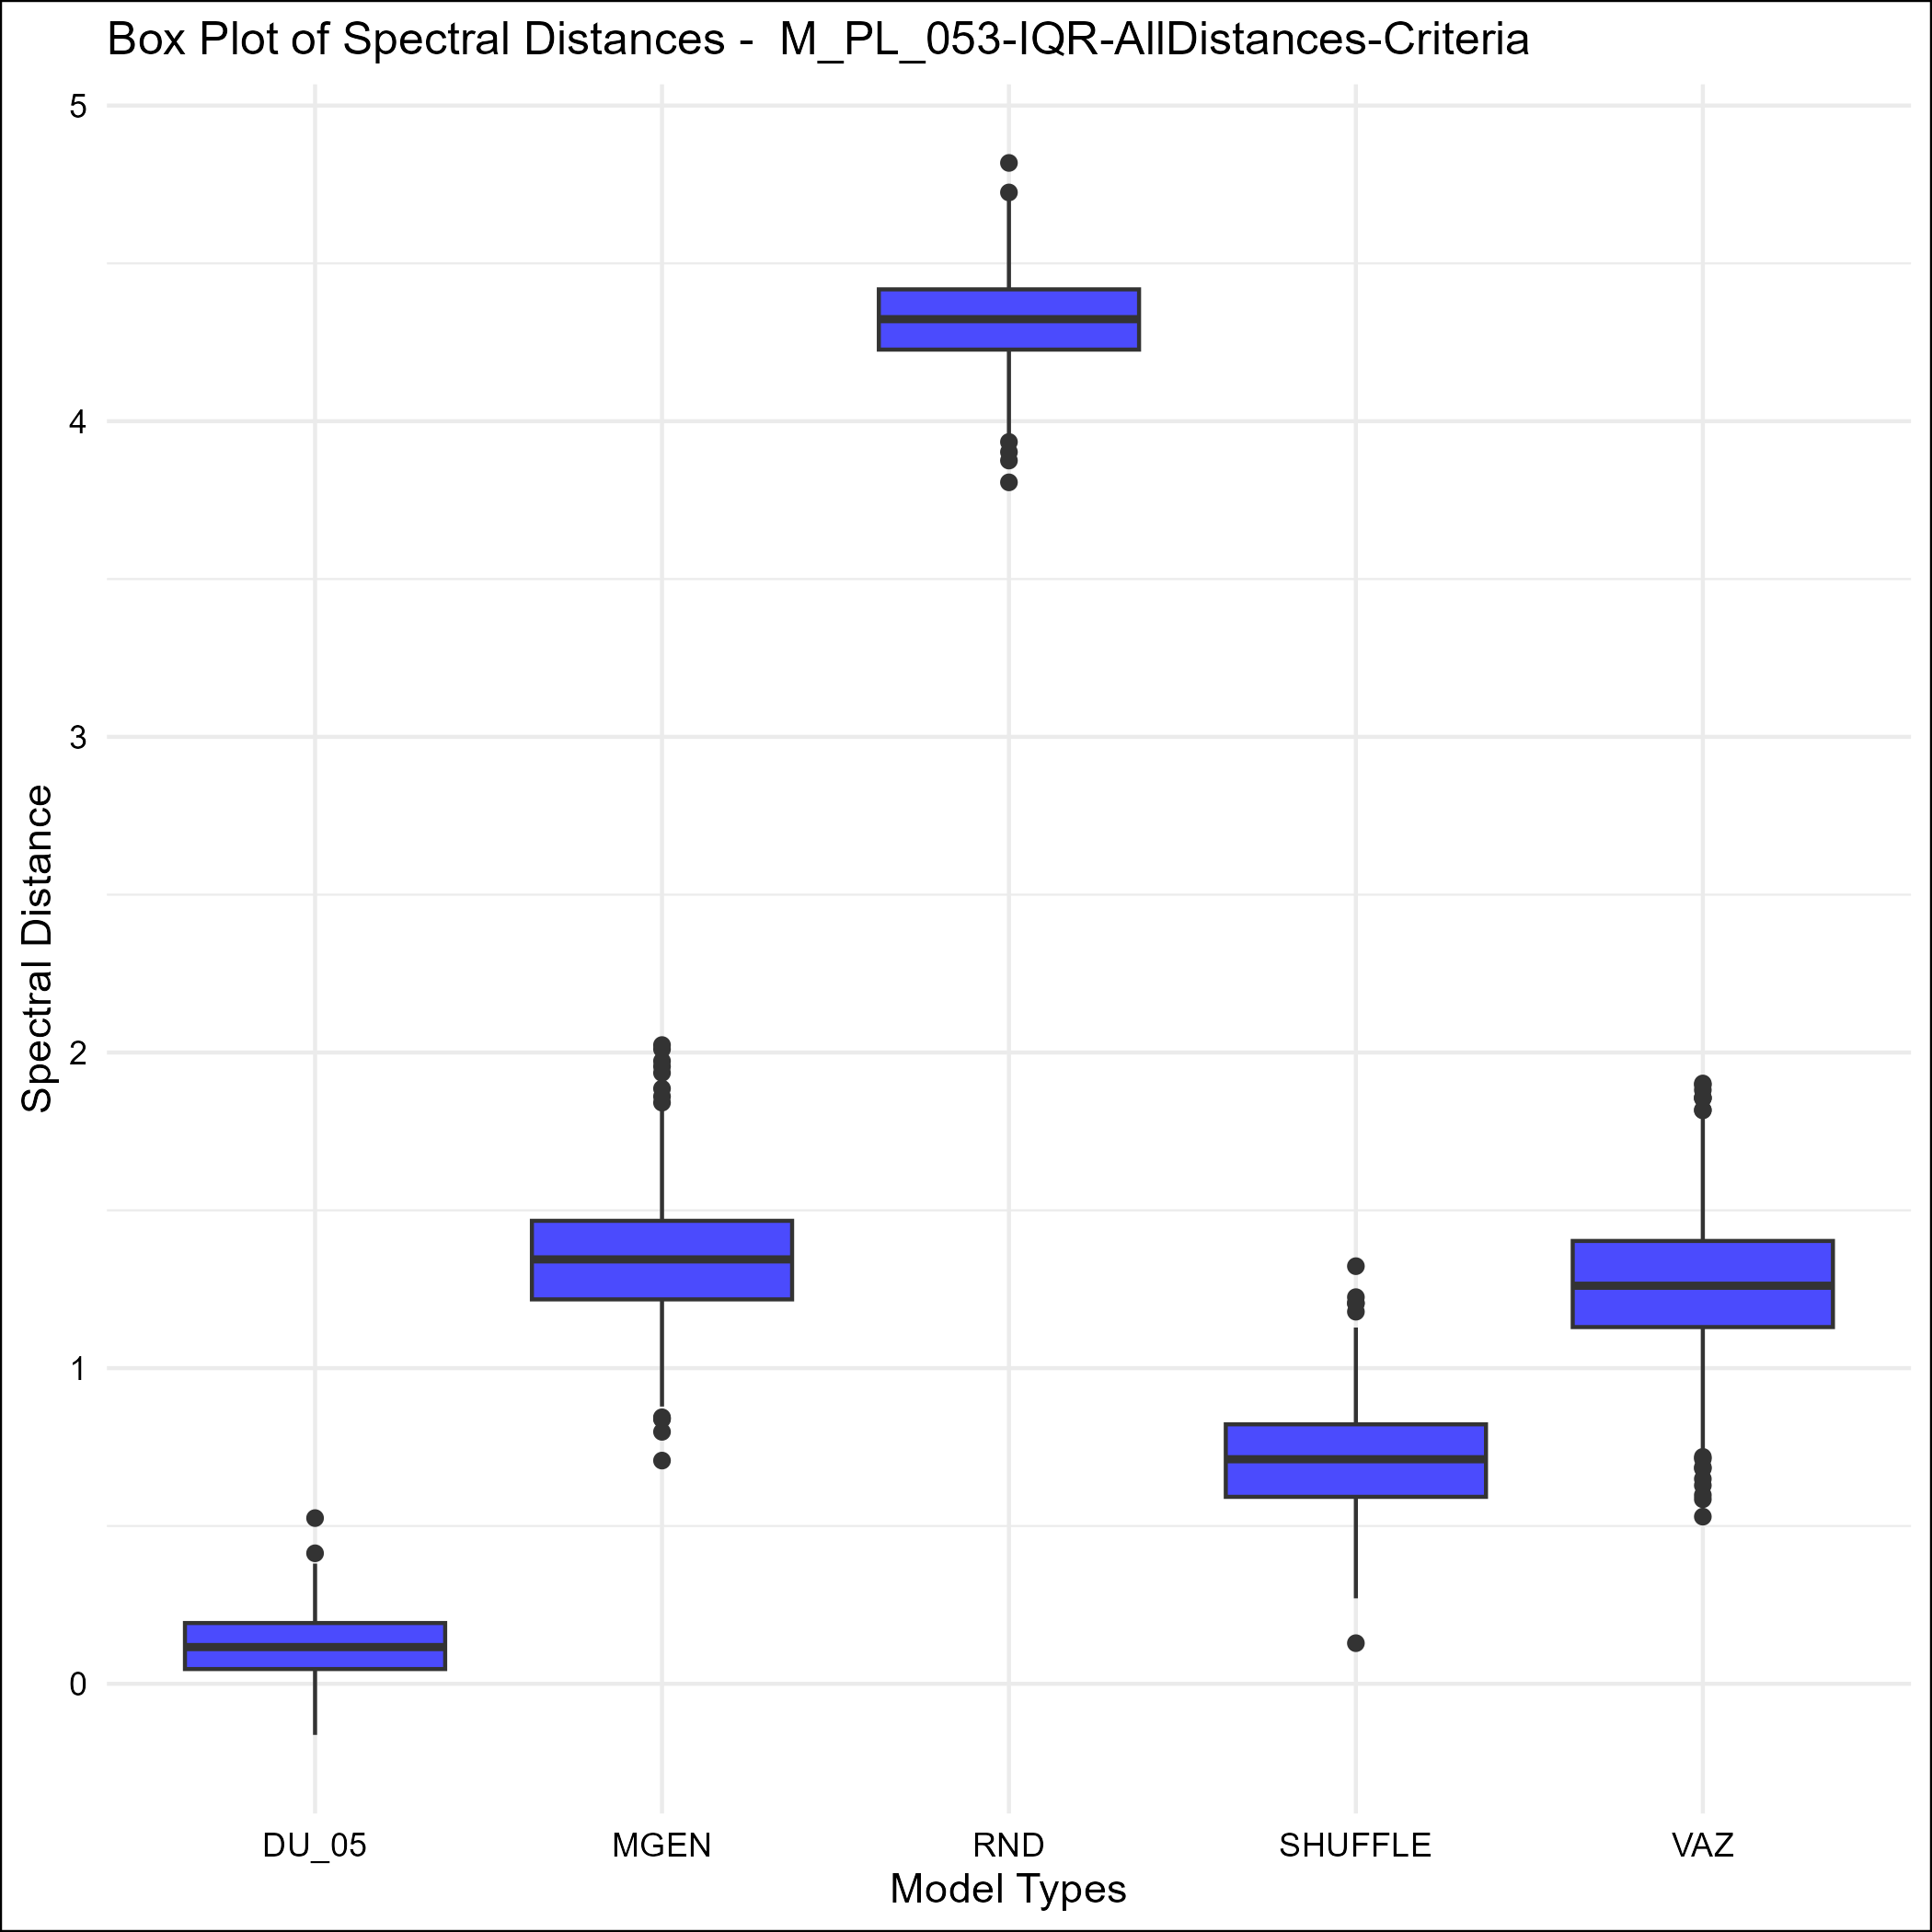 Box Plot of Spectral Distances -  M_PL_053-IQR-AllDistances-Criteria
5
4
3
2
1
0
Spectral Distance
DU_05 MGEN RND SHUFFLE VAZ
Model Types